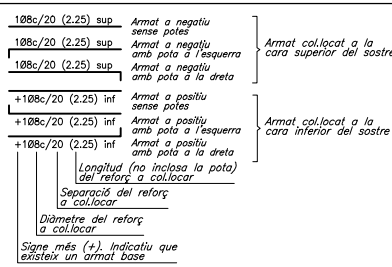 1Ø8c/20 (2.25) sup Armat a negatiu
sense potes
1Ø8c/20 (2.25) sup Armat a negatiu
amb pota a l'esquerra
1Ø8c/20 (2.25) sup Armat a negatiu
amb pota a la dreta
Armat col.locat a la
cara superior del sostre
+1Ø8c/20 (2.25) inf Armat a positiu
sense potes
+1Ø8c/20 (2.25) inf Armat a positiu
amb pota a l'esquerra
+1Ø8c/20 (2.25) inf Armat a positiu
amb pota a la dreta
Armat col.locat a la
cara inferior del sostre
Longitud (no inclosa la pota)
del reforç a col.locar
Separació del reforç
a col.locar
Diàmetre del reforç
a col.locar
Signe més (+). Indicatiu que
existeix un armat base